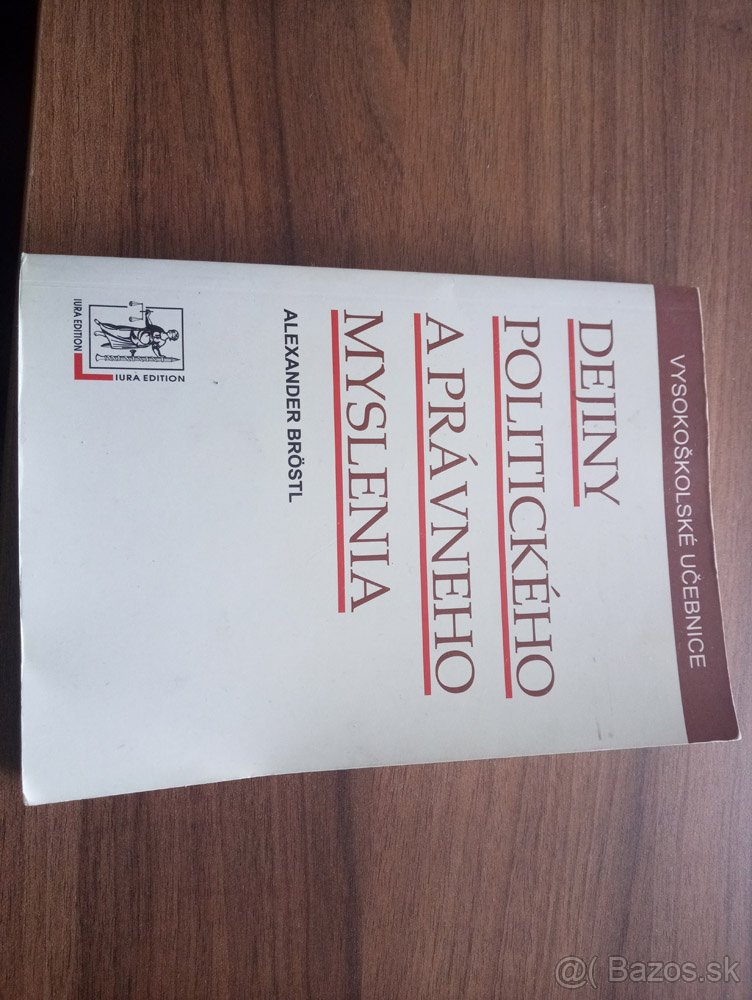 VYSOKOŠKOLSKÉ UČEBNICE
DEJINY
POLITICKÉHO
A PRÁVNEHO
MYSLENIA
ALEXANDER BRÖSTL
IURA EDITION
IURA EDITION
@( Bazos.sk